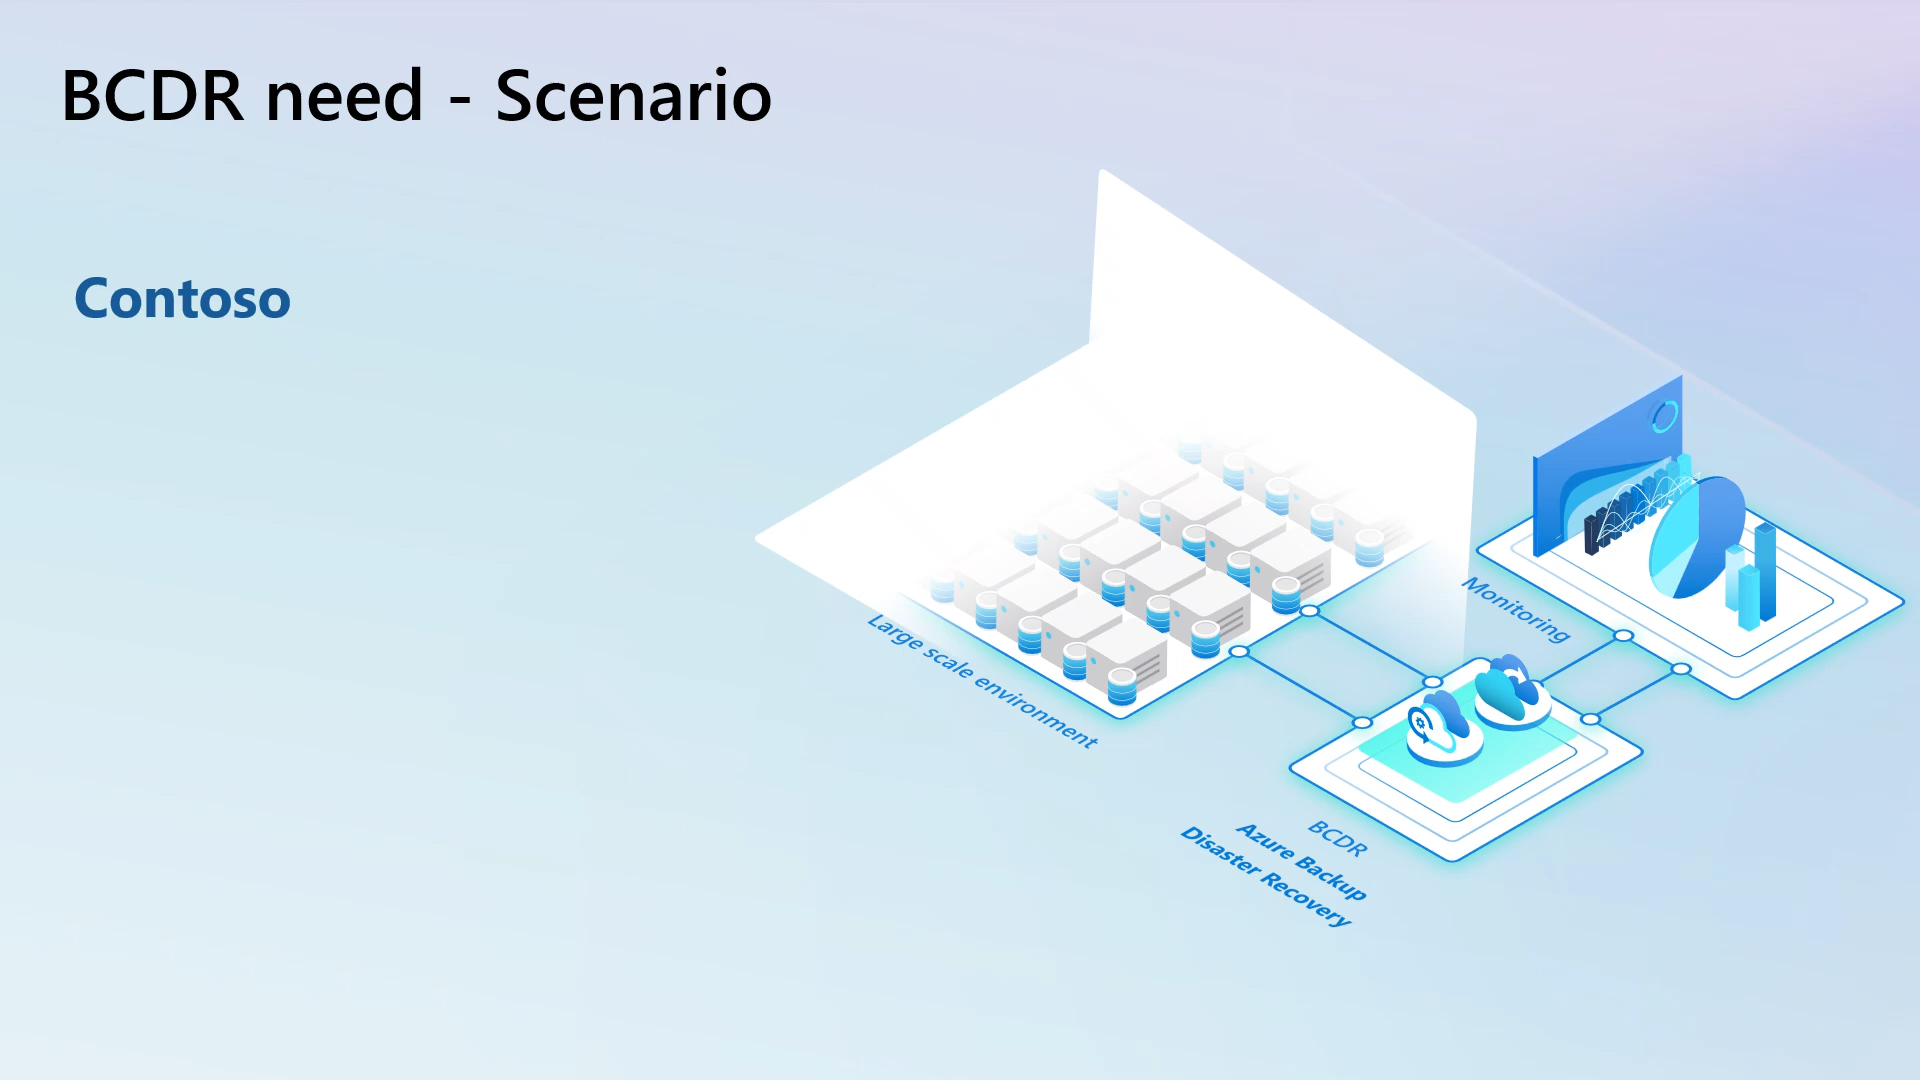 BCDR need - Scenario
Contoso
Large scale environment
Monitoring
BCDR
Azure Backup
Disaster Recovery